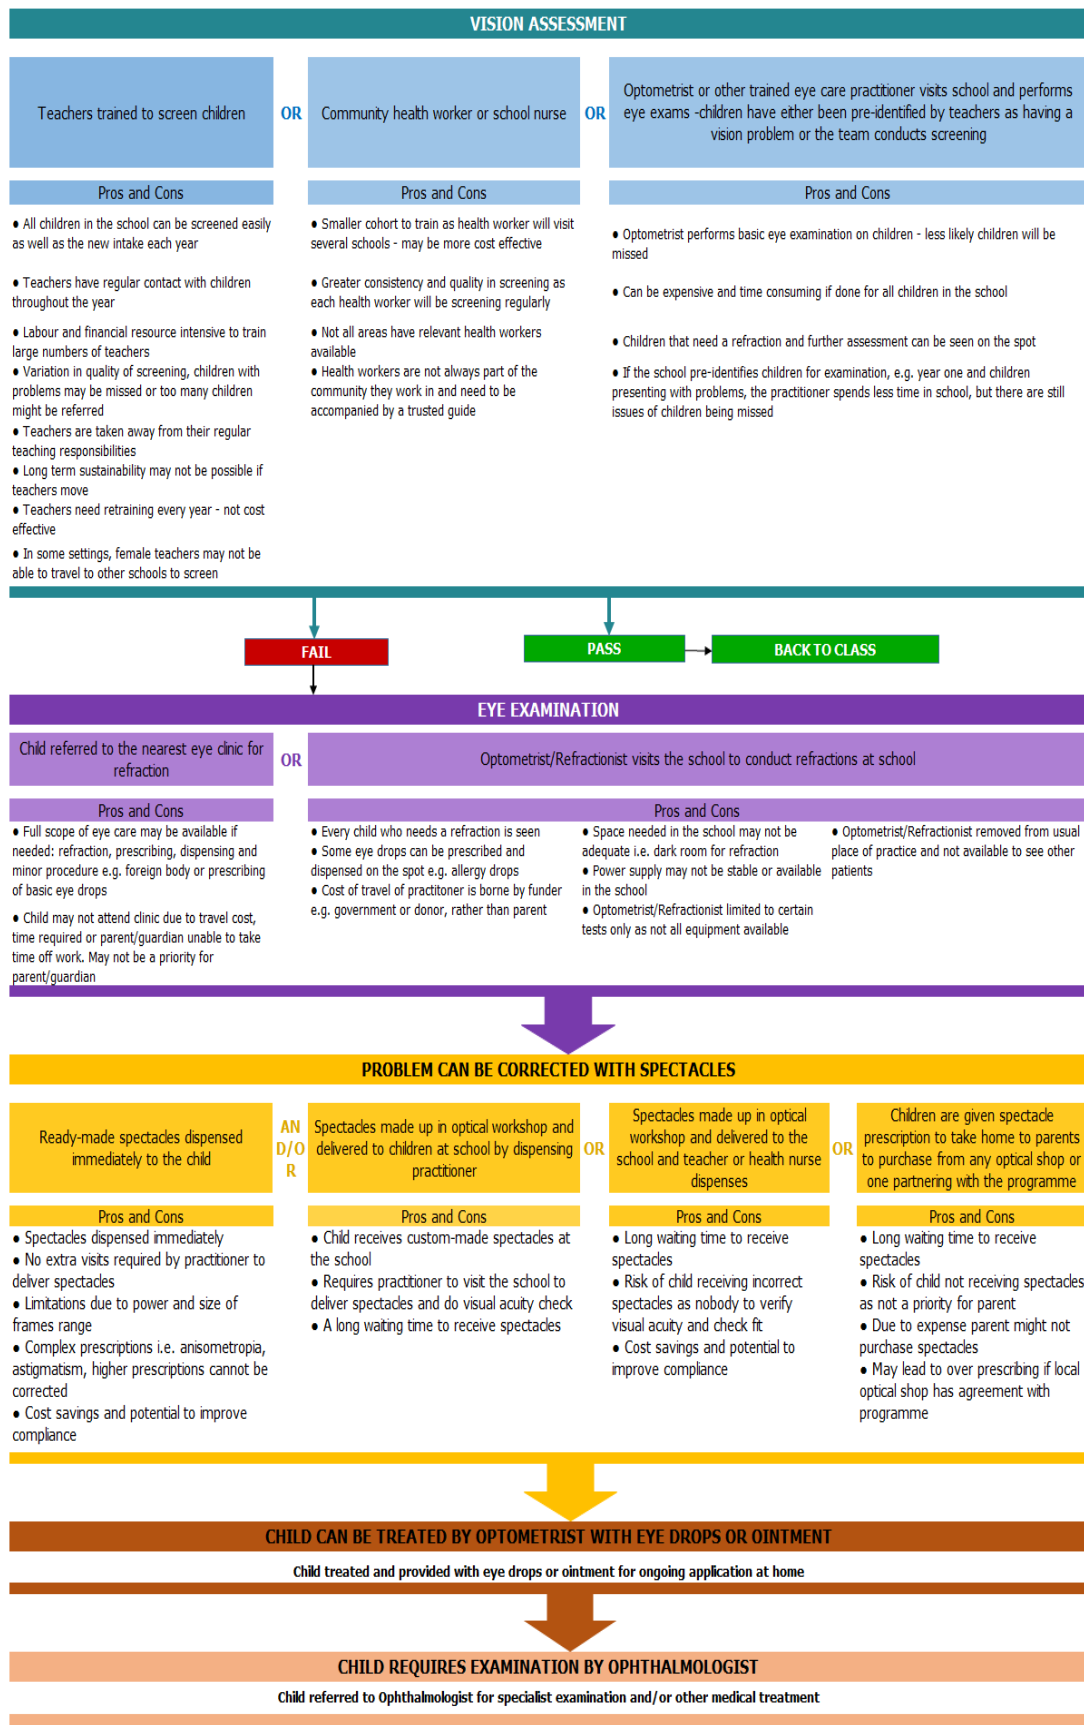 VISION ASSESSMENT
Teachers trained to screen children
OR
Community health worker or school nurse
OR
Optometrist or other trained eye care practitioner visits school and performs
eye exams -children have either been pre-identified by teachers as having a
vision problem or the team conducts screening
Pros and Cons
● All children in the school can be screened easily
as well as the new intake each year
● Teachers have regular contact with children
throughout the year
● Labour and financial resource intensive to train
large numbers of teachers
● Variation in quality of screening, children with
problems may be missed or too many children
might be referred
● Teachers are taken away from their regular
teaching responsibilities
● Long term sustainability may not be possible if
teachers move
● Teachers need retraining every year - not cost
effective
● In some settings, female teachers may not be
able to travel to other schools to screen
Pros and Cons
● Smaller cohort to train as health worker will visit
several schools - may be more cost effective
● Greater consistency and quality in screening as
each health worker will be screening regularly
● Not all areas have relevant health workers
available
● Health workers are not always part of the
community they work in and need to be
accompanied by a trusted guide
Pros and Cons
● Optometrist performs basic eye examination on children - less likely children will be
missed
● Can be expensive and time consuming if done for all children in the school
● Children that need a refraction and further assessment can be seen on the spot
● If the school pre-identifies children for examination, e.g. year one and children
presenting with problems, the practitioner spends less time in school, but there are still
issues of children being missed
FAIL
PASS
BACK TO CLASS
EYE EXAMINATION
Child referred to the nearest eye clinic for
refraction
OR
Optometrist/Refractionist visits the school to conduct refractions at school
Pros and Cons
● Full scope of eye care may be available if
needed: refraction, prescribing, dispensing and
minor procedure e.g. foreign body or prescribing
of basic eye drops
● Child may not attend clinic due to travel cost,
time required or parent/guardian unable to take
time off work. May not be a priority for
parent/guardian
Pros and Cons
● Every child who needs a refraction is seen
● Some eye drops can be prescribed and
dispensed on the spot e.g. allergy drops
● Cost of travel of practitoner is borne by funder
e.g. government or donor, rather than parent
● Space needed in the school may not be
adequate i.e. dark room for refraction
● Power supply may not be stable or available
in the school
● Optometrist/Refractionist limited to certain
tests only as not all equipment available
● Optometrist/Refractionist removed from usual
place of practice and not available to see other
patients
PROBLEM CAN BE CORRECTED WITH SPECTACLES
Ready-made spectacles dispensed
immediately to the child
AN
D/O
R
Spectacles made up in optical workshop and
delivered to children at school by dispensing
practitioner
OR
Spectacles made up in optical
workshop and delivered to the
school and teacher or health nurse
dispenses
OR
Children are given spectacle
prescription to take home to parents
to purchase from any optical shop or
one partnering with the programme
Pros and Cons
● Spectacles dispensed immediately
● No extra visits required by practitioner to
deliver spectacles
● Limitations due to power and size of
frames range
● Complex prescriptions i.e. anisometropia,
astigmatism, higher prescriptions cannot be
corrected
● Cost savings and potential to improve
compliance
Pros and Cons
● Child receives custom-made spectacles at
the school
● Requires practitioner to visit the school to
deliver spectacles and do visual acuity check
● A long waiting time to receive spectacles
Pros and Cons
● Long waiting time to receive
spectacles
● Risk of child receiving incorrect
spectacles as nobody to verify
visual acuity and check fit
● Cost savings and potential to
improve compliance
Pros and Cons
● Long waiting time to receive
spectacles
● Risk of child not receiving spectacles
as not a priority for parent
● Due to expense parent might not
purchase spectacles
● May lead to over prescribing if local
optical shop has agreement with
programme
CHILD CAN BE TREATED BY OPTOMETRIST WITH EYE DROPS OR OINTMENT
Child treated and provided with eye drops or ointment for ongoing application at home
CHILD REQUIRES EXAMINATION BY OPHTHALMOLOGIST
Child referred to Ophthalmologist for specialist examination and/or other medical treatment